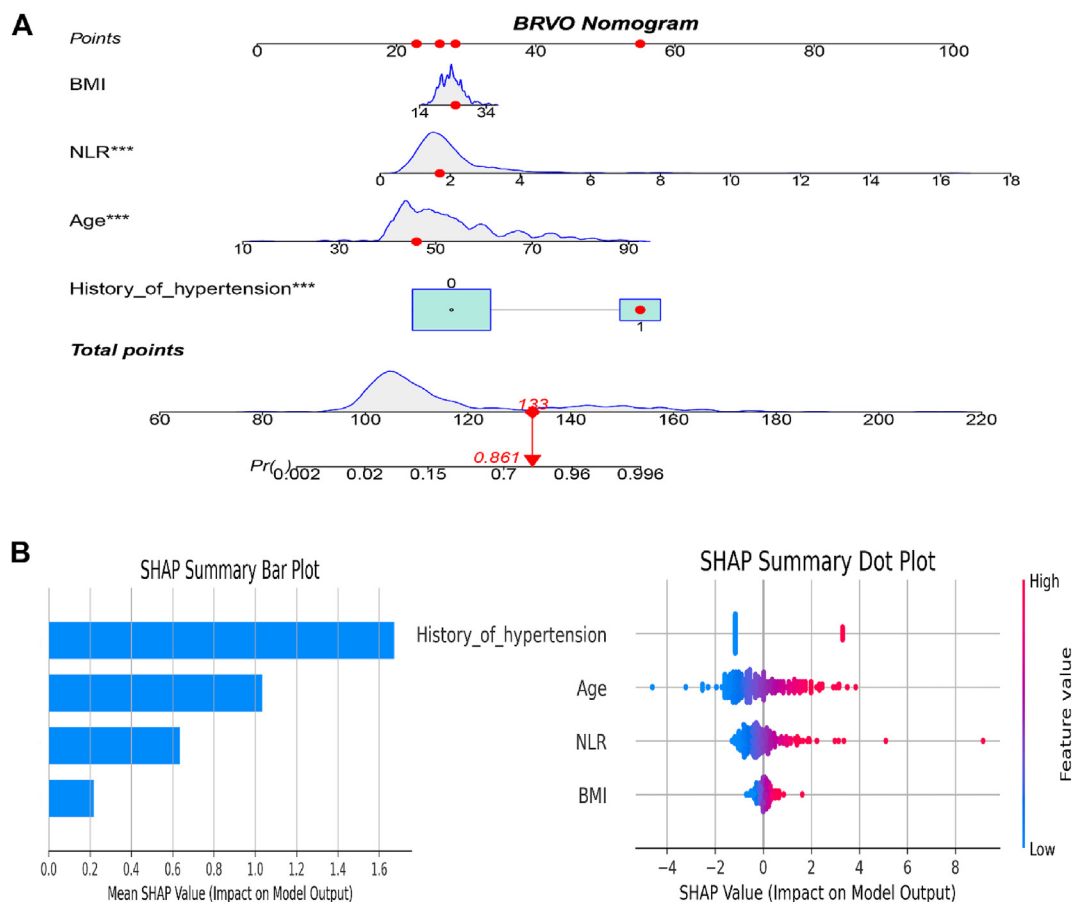 A
BRVO Nomogram
Points
0 20 40 60 80 100
BMI
14 34
NLR***
0 2 4 6 8 10 12 14 16 18
Age***
10 30 50 70 90
History_of_hypertension***
0
1
Total points
133
60 80 100 120 140 160 180 200 220
0.861
Pr( )
0.002 0.02 0.15 0.7 0.96 0.996
B
SHAP Summary Bar Plot
0.0 0.2 0.4 0.6 0.8 1.0 1.2 1.4 1.6
Mean SHAP Value (Impact on Model Output)
SHAP Summary Dot Plot
History_of_hypertension
Age
NLR
BMI
−4 −2 0 2 4 6 8
SHAP Value (Impact on Model Output)
High
Feature value
Low